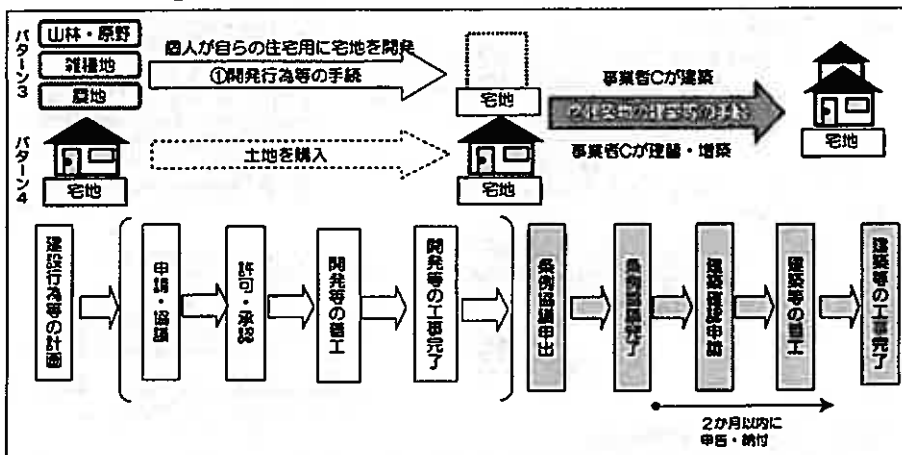 パターン3
山林・原野
雑種地
農地
個人が自らの住宅用に宅地を開発
①開発行為等の手続
宅地
事業者Cが建築
宅地
パターン4
宅地
土地を購入
宅地
事業者Cが建替・増築
建設行為等の計画
申請・協議
許可・承認
開発等の着工
開発等の工事完了
条例協議申出
条例協議完了
建築確認申請
建築等の着工
建築等の工事完了
2か月以内に
申告・納付